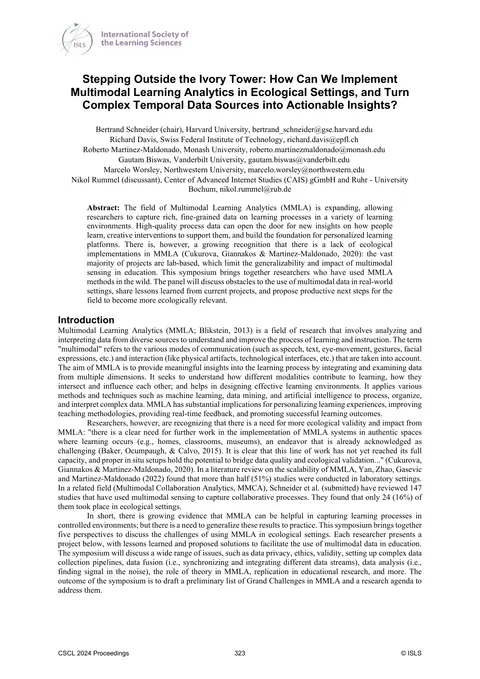 International Society of
the Learning Sciences
ISLS
Stepping Outside the Ivory Tower: How Can We Implement
Multimodal Learning Analytics in Ecological Settings, and Turn
Complex Temporal Data Sources into Actionable Insights?
Bertrand Schneider (chair), Harvard University, bertrand_schneider@gse.harvard.edu
Richard Davis, Swiss Federal Institute of Technology, richard.davis@epfl.ch
Roberto Martinez-Maldonado, Monash University, roberto.martinezmaldonado@monash.edu
Gautam Biswas, Vanderbilt University, gautam.biswas@vanderbilt.edu
Marcelo Worsley, Northwestern University, marcelo.worsley@northwestern.edu
Nikol Rummel (discussant), Center of Advanced Internet Studies (CAIS) gGmbH and Ruhr - University
Bochum, nikol.rummel@rub.de
Abstract: The field of Multimodal Learning Analytics (MMLA) is expanding, allowing
researchers to capture rich, fine-grained data on learning processes in a variety of learning
environments. High-quality process data can open the door for new insights on how people
learn, creative interventions to support them, and build the foundation for personalized learning
platforms. There is, however, a growing recognition that there is a lack of ecological
implementations in MMLA (Cukurova, Giannakos & Martinez-Maldonado, 2020): the vast
majority of projects are lab-based, which limit the generalizability and impact of multimodal
sensing in education. This symposium brings together researchers who have used MMLA
methods in the wild. The panel will discuss obstacles to the use of multimodal data in real-world
settings, share lessons learned from current projects, and propose productive next steps for the
field to become more ecologically relevant.
Introduction
Multimodal Learning Analytics (MMLA; Blikstein, 2013) is a field of research that involves analyzing and
interpreting data from diverse sources to understand and improve the process of learning and instruction. The term
"multimodal" refers to the various modes of communication (such as speech, text, eye-movement, gestures, facial
expressions, etc.) and interaction (like physical artifacts, technological interfaces, etc.) that are taken into account.
The aim of MMLA is to provide meaningful insights into the learning process by integrating and examining data
from multiple dimensions. It seeks to understand how different modalities contribute to learning, how they
intersect and influence each other; and helps in designing effective learning environments. It applies various
methods and techniques such as machine learning, data mining, and artificial intelligence to process, organize,
and interpret complex data. MMLA has substantial implications for personalizing learning experiences, improving
teaching methodologies, providing real-time feedback, and promoting successful learning outcomes.
Researchers, however, are recognizing that there is a need for more ecological validity and impact from
MMLA: "there is a clear need for further work in the implementation of MMLA systems in authentic spaces
where learning occurs (e.g., homes, classrooms, museums), an endeavor that is already acknowledged as
challenging (Baker, Ocumpaugh, & Calvo, 2015). It is clear that this line of work has not yet reached its full
capacity, and proper in situ setups hold the potential to bridge data quality and ecological validation..." (Cukurova,
Giannakos & Martinez-Maldonado, 2020). In a literature review on the scalability of MMLA, Yan, Zhao, Gasevic
and Martinez-Maldonado (2022) found that more than half (51%) studies were conducted in laboratory settings.
In a related field (Multimodal Collaboration Analytics, MMCA), Schneider et al. (submitted) have reviewed 147
studies that have used multimodal sensing to capture collaborative processes. They found that only 24 (16%) of
them took place in ecological settings.
In short, there is growing evidence that MMLA can be helpful in capturing learning processes in
controlled environments; but there is a need to generalize these results to practice. This symposium brings together
five perspectives to discuss the challenges of using MMLA in ecological settings. Each researcher presents a
project below, with lessons learned and proposed solutions to facilitate the use of multimodal data in education.
The symposium will discuss a wide range of issues, such as data privacy, ethics, validity, setting up complex data
collection pipelines, data fusion (i.e., synchronizing and integrating different data streams), data analysis (i.e.,
finding signal in the noise), the role of theory in MMLA, replication in educational research, and more. The
outcome of the symposium is to draft a preliminary list of Grand Challenges in MMLA and a research agenda to
address them.
CSCL 2024 Proceedings
323
© ISLS